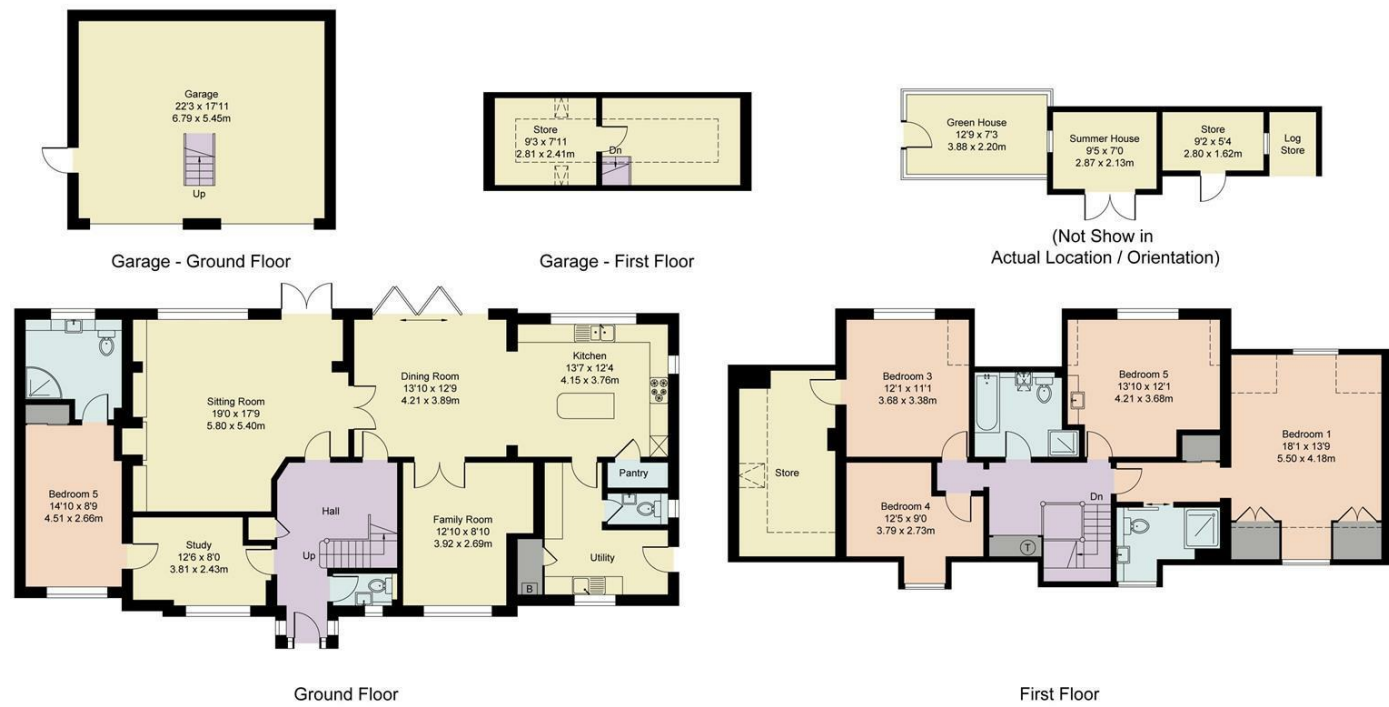 Garage
22'3 x 17'11
6.79 x 5.45m
Up
Garage - Ground Floor
Store
9'3 x 7'11
2.81 x 2.41m
Dn
Garage - First Floor
Green House
12'9 x 7'3
3.88 x 2.20m
Summer House
9'5 x 7'0
2.87 x 2.13m
Store
9'2 x 5'4
2.80 x 1.62m
Log
Store
(Not Show in
Actual Location / Orientation)
Sitting Room
19'0 x 17'9
5.80 x 5.40m
Dining Room
13'10 x 12'9
4.21 x 3.89m
Kitchen
13'7 x 12'4
4.15 x 3.76m
Pantry
Bedroom 5
14'10 x 8'9
4.51 x 2.66m
Study
12'6 x 8'0
3.81 x 2.43m
Hall
Up
Family Room
12'10 x 8'10
3.92 x 2.69m
Utility
B
Ground Floor
Bedroom 3
12'1 x 11'1
3.68 x 3.38m
Bedroom 5
13'10 x 12'1
4.21 x 3.68m
Bedroom 1
18'1 x 13'9
5.50 x 4.18m
Store
Bedroom 4
12'5 x 9'0
3.79 x 2.73m
Dn
T
First Floor